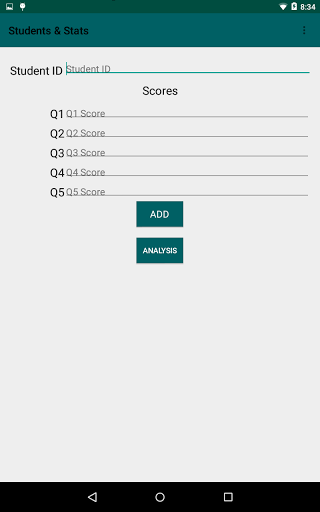 8:34
Students & Stats
Student ID Student ID
Scores
Q1 Q1 Score
Q2 Q2 Score
Q3 Q3 Score
Q4 Q4 Score
Q5 Q5 Score
ADD
ANALYSIS